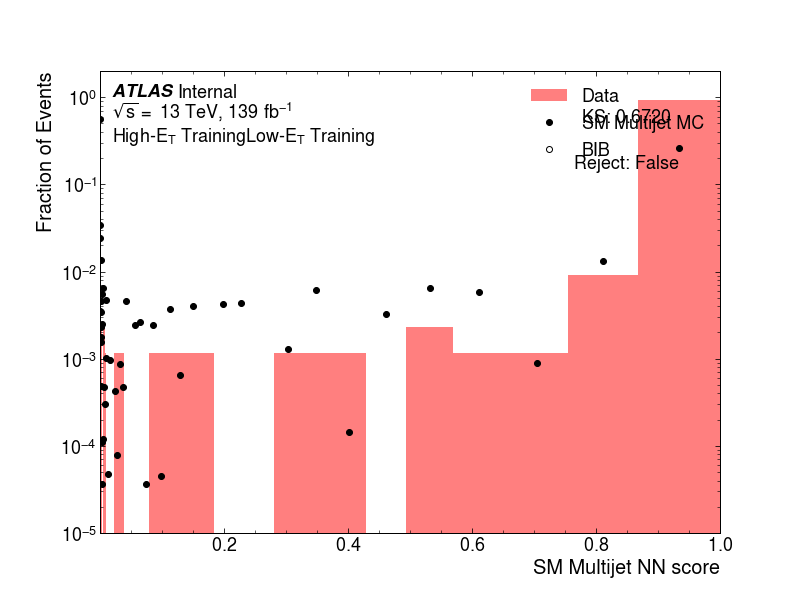 ATLAS Internal
√s = 13 TeV, 139 fb⁻¹
High-E_T TrainingLow-E_T Training
Data
KS: 0.6720
SM Multijet MC
BIB
Reject: False
Fraction of Events
10⁰
10⁻¹
10⁻²
10⁻³
10⁻⁴
10⁻⁵
0.2 0.4 0.6 0.8 1.0
SM Multijet NN score